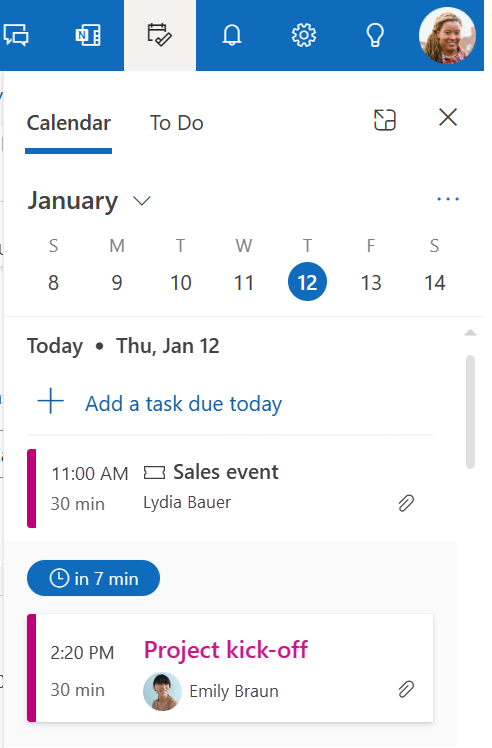 Calendar To Do
January
S M T W T F S
8 9 10 11 12 13 14
Today • Thu, Jan 12
Add a task due today
11:00 AM Sales event
30 min Lydia Bauer
in 7 min
2:20 PM Project kick-off
30 min Emily Braun